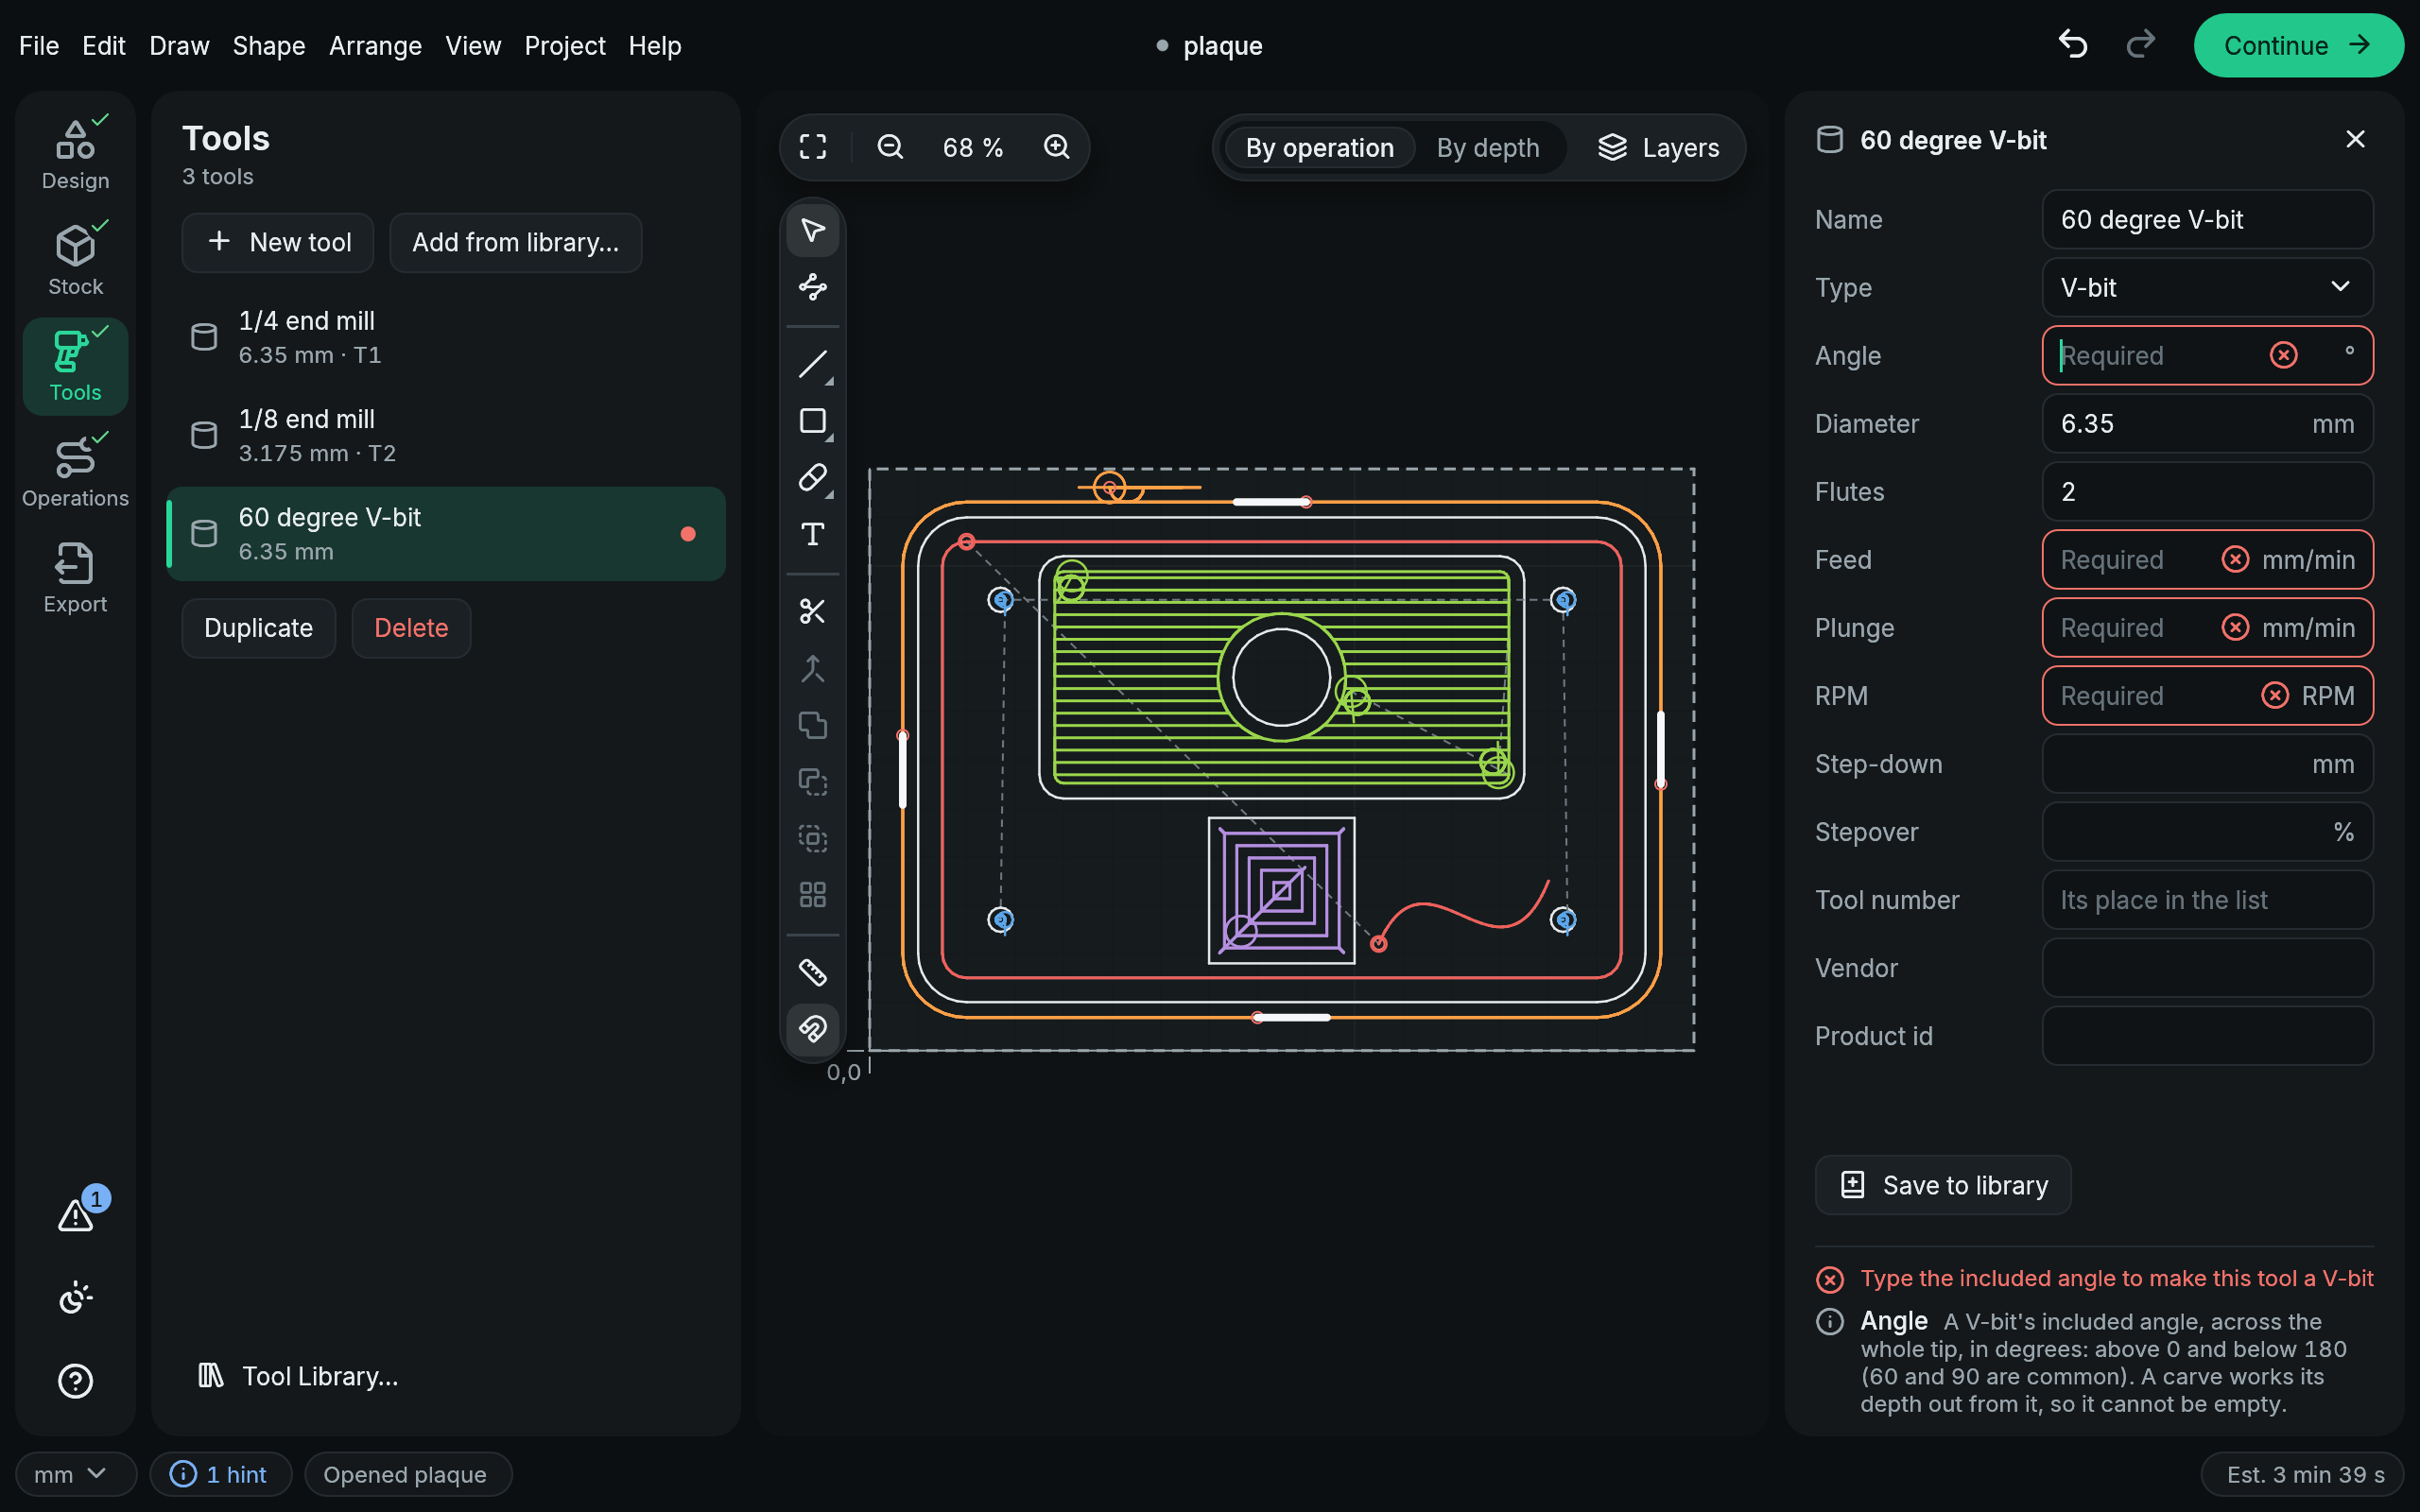 File Edit Draw Shape Arrange View Project Help
plaque
Continue
Design
Stock
Tools
Operations
Export
1
Tools
3 tools
New tool
Add from library...
1/4 end mill
6.35 mm · T1
1/8 end mill
3.175 mm · T2
60 degree V-bit
6.35 mm
Duplicate
Delete
Tool Library...
68 %
By operation
By depth
Layers
0,0
60 degree V-bit
Name
60 degree V-bit
Type
V-bit
Angle
Required
°
Diameter
6.35
mm
Flutes
2
Feed
Required
mm/min
Plunge
Required
mm/min
RPM
Required
RPM
Step-down
mm
Stepover
%
Tool number
Its place in the list
Vendor
Product id
Save to library
Type the included angle to make this tool a V-bit
Angle A V-bit's included angle, across the
whole tip, in degrees: above 0 and below 180
(60 and 90 are common). A carve works its
depth out from it, so it cannot be empty.
mm
1 hint
Opened plaque
Est. 3 min 39 s